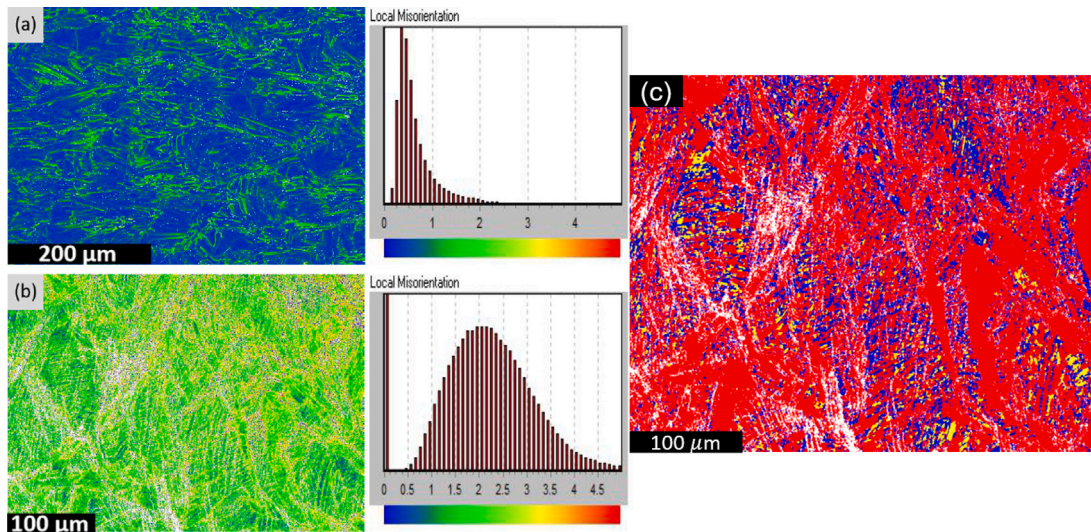 (a)
200 μm
Local Misorientation
0 1 2 3 4
(b)
100 μm
Local Misorientation
0 0.5 1 1.5 2 2.5 3 3.5 4 4.5
(c)
100 μm